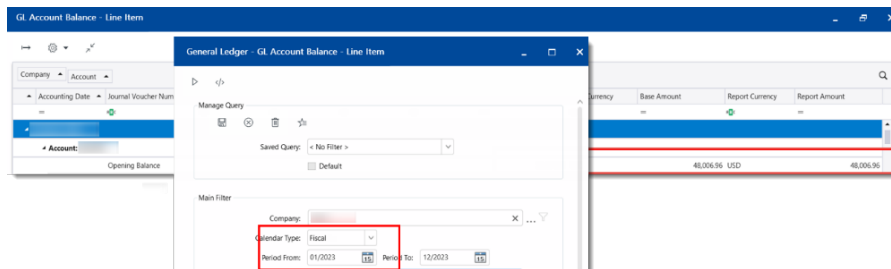 GL Account Balance - Line Item
General Ledger - GL Account Balance - Line Item
Company Account
Accounting Date Journal Voucher Num
Currency Base Amount Report Currency Report Amount
= = =
Manage Query
Saved Query: < No Filter >
Default
Account:
Opening Balance 48,006.96 USD 48,006.96
Main Filter
Company:
Calendar Type: Fiscal
Period From: 01/2023 15 Period To: 12/2023 15